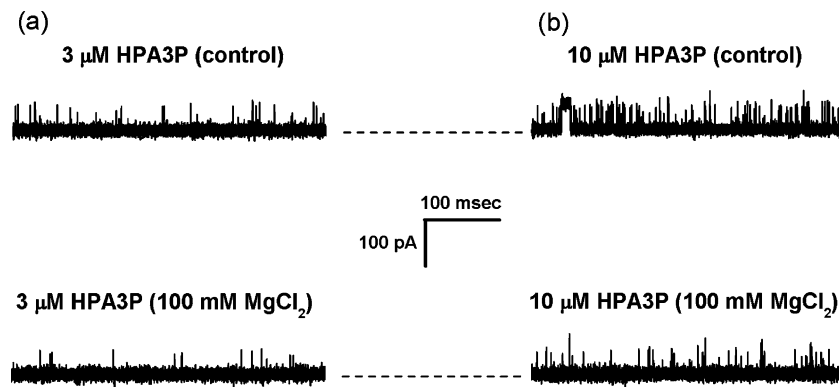 (a)
3 μM HPA3P (control)
(b)
10 μM HPA3P (control)
100 msec
100 pA
3 μM HPA3P (100 mM MgCl₂)
10 μM HPA3P (100 mM MgCl₂)